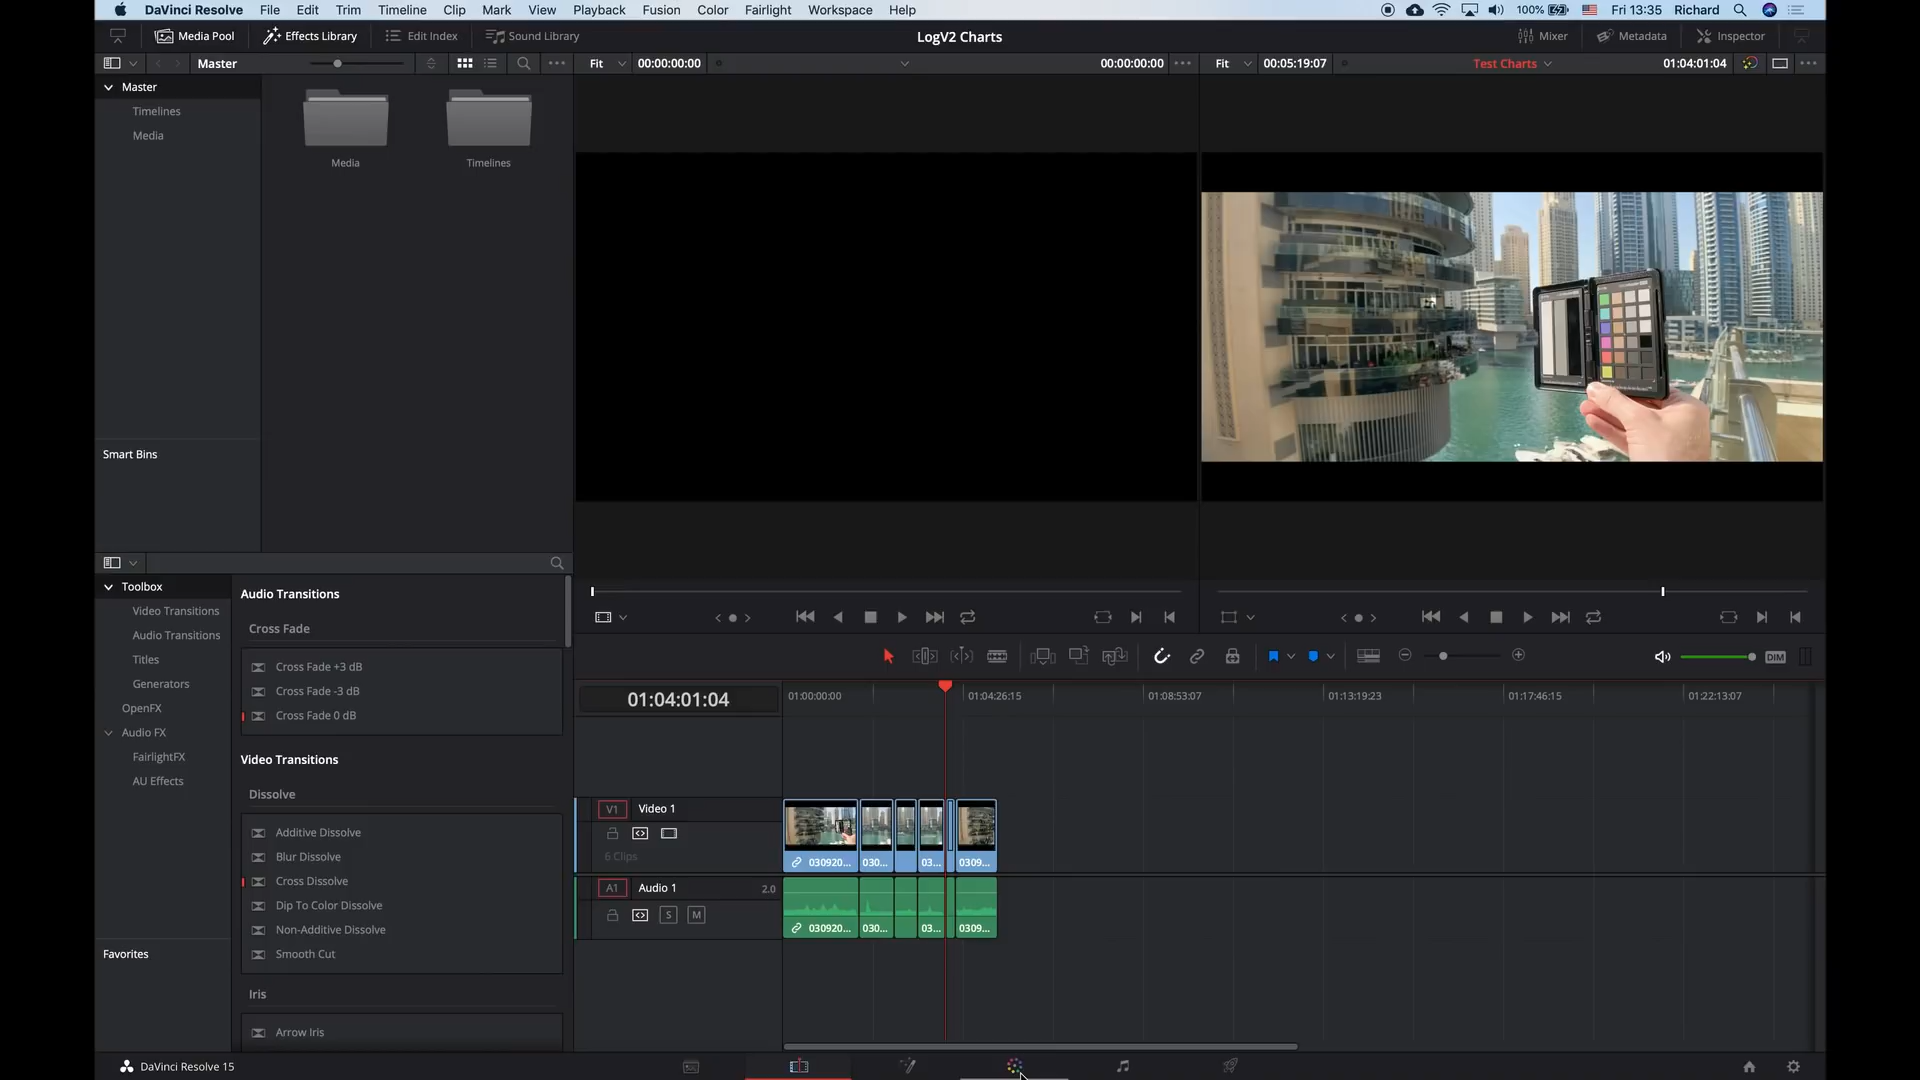 DaVinci Resolve File Edit Trim Timeline Clip Mark View Playback Fusion Color Fairlight Workspace Help 100% Fri 13:35 Richard
Media Pool Effects Library Edit Index Sound Library LogV2 Charts Mixer Metadata Inspector
Master Fit 00:00:00:00 00:00:00:00 Fit 00:05:19:07 Test Charts 01:04:01:04
Master
Timelines
Media
Media Timelines
Smart Bins
Toolbox
Video Transitions
Audio Transitions
Titles
Generators
OpenFX
Audio FX
FairlightFX
AU Effects
Favorites
Audio Transitions
Cross Fade
Cross Fade +3 dB
Cross Fade -3 dB
Cross Fade 0 dB
Video Transitions
Dissolve
Additive Dissolve
Blur Dissolve
Cross Dissolve
Dip To Color Dissolve
Non-Additive Dissolve
Smooth Cut
Iris
Arrow Iris
DIM
01:04:01:04 01:00:00:00 01:04:26:15 01:08:53:07 01:13:19:23 01:17:46:15 01:22:13:07
V1 Video 1
6 Clips
030920... 030... 03... 0309...
A1 Audio 1 2.0
S M
030920... 030... 03... 0309...
DaVinci Resolve 15